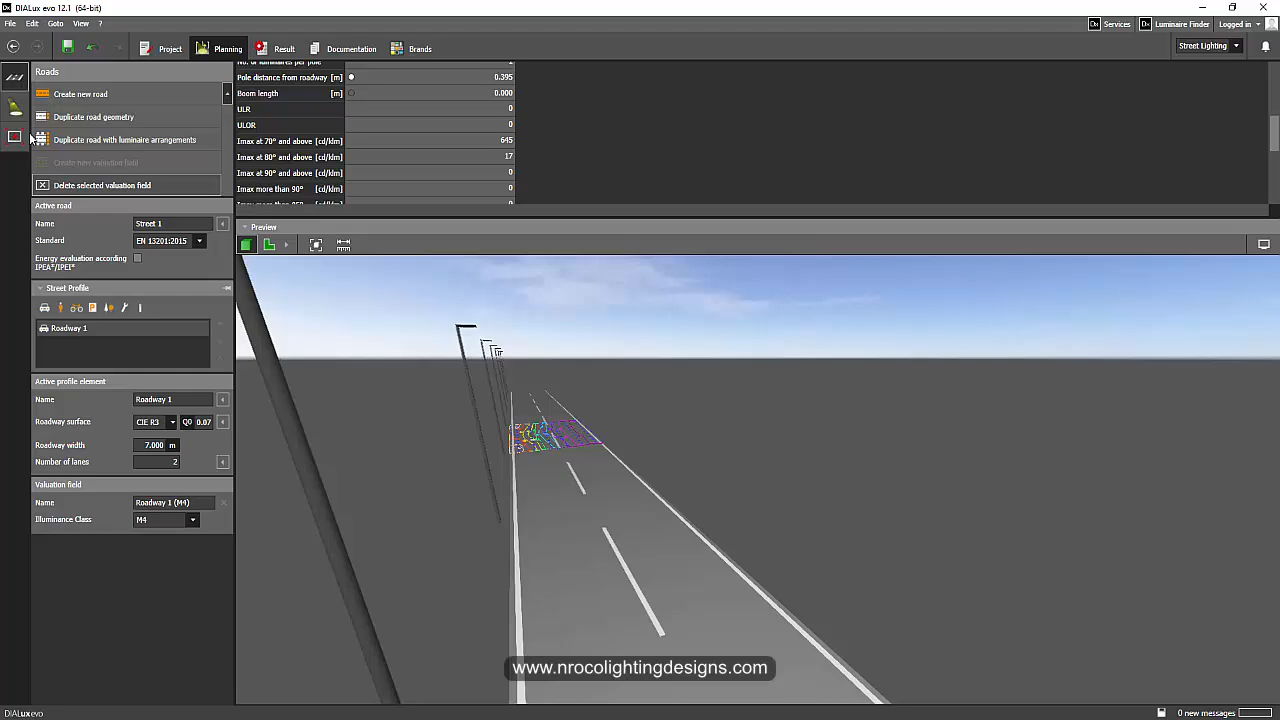 DIALux evo 12.1 (64-bit)
File Edit Goto View ?
Services Luminaire Finder Logged in
Project Planning Result Documentation Brands Street Lighting
Roads
Create new road
Duplicate road geometry
Duplicate road with luminaire arrangements
Create new valuation field
Delete selected valuation field
Active road
Name Street 1
Standard EN 13201:2015
Energy evaluation according
IPEA*/IPEI*
Street Profile
Roadway 1
Active profile element
Name Roadway 1
Roadway surface CIE R3 Q0 0.07
Roadway width 7.000 m
Number of lanes 2
Valuation field
Name Roadway 1 (M4)
Illuminance Class M4
No. of luminaires per pole
Pole distance from roadway [m] 0.395
Boom length [m] 0.000
ULR 0
ULOR 0
Imax at 70° and above [cd/klm] 645
Imax at 80° and above [cd/klm] 17
Imax at 90° and above [cd/klm] 0
Imax more than 90° [cd/klm] 0
Preview
www.nrocolightingdesigns.com
DIALux evo
0 new messages